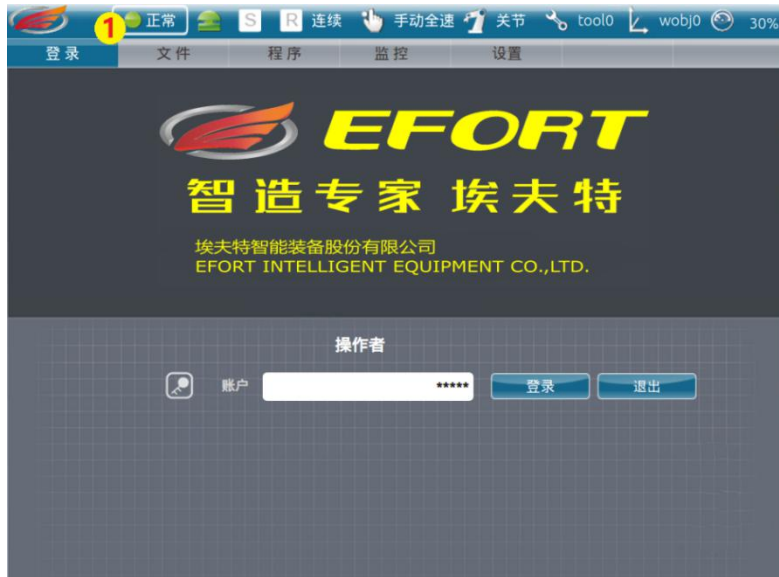 1 正常 S R 连续 手动全速 关节 tool0 wobj0 30%
登录 文件 程序 监控 设置
EFORT
智造专家 埃夫特
埃夫特智能装备股份有限公司
EFORT INTELLIGENT EQUIPMENT CO.,LTD.
操作者
账户 ***** 登录 退出